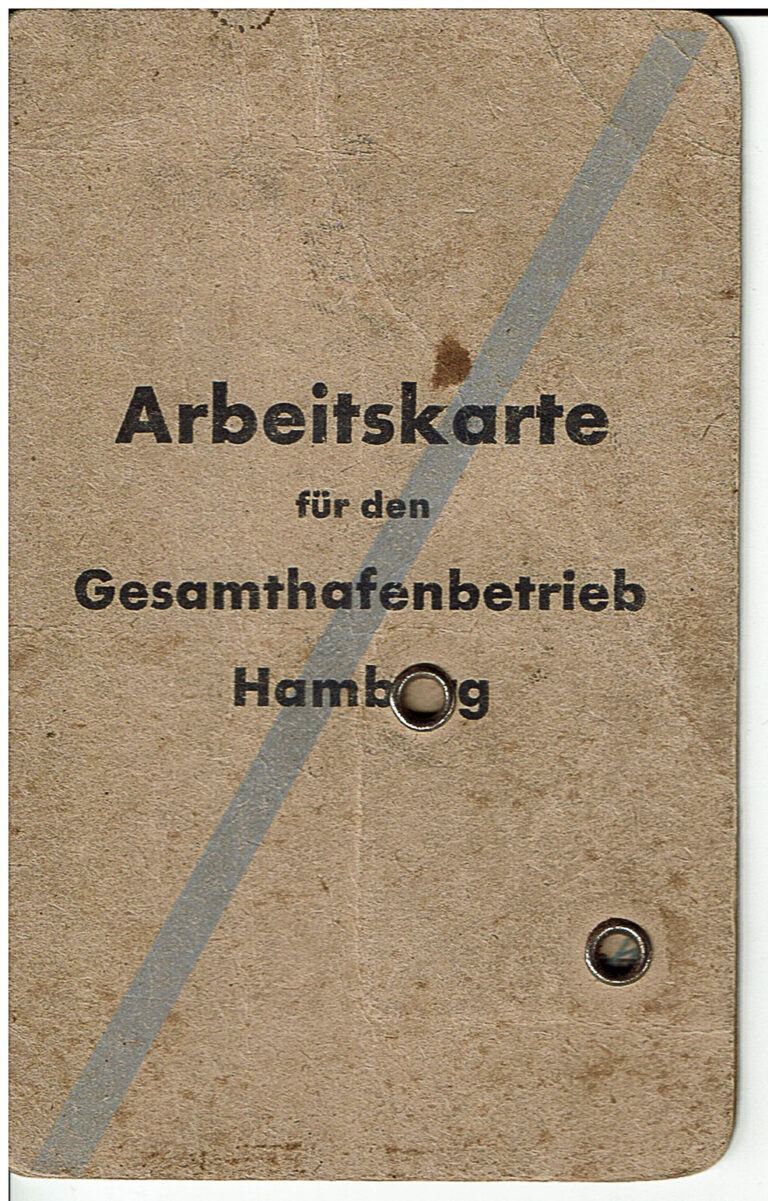 Arbeitskarte
für den
Gesamthafenbetrieb
Hamburg